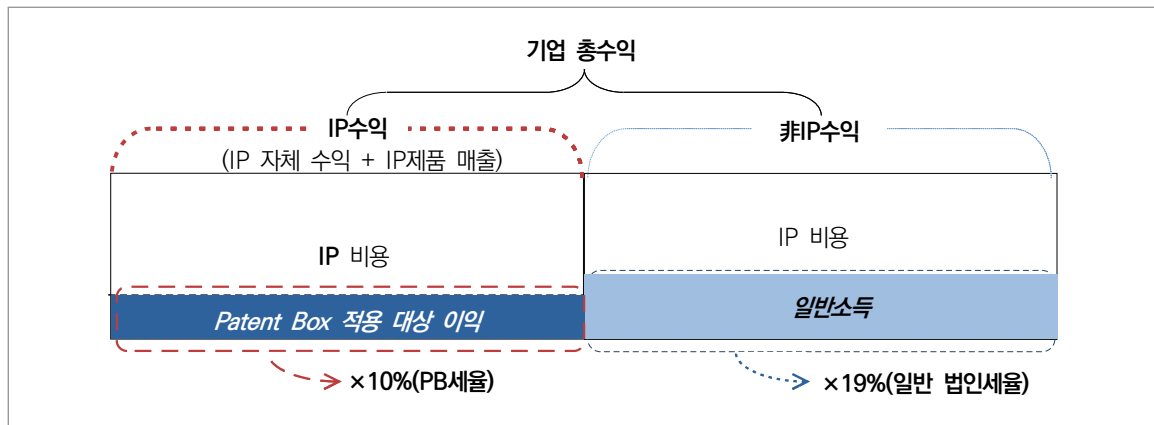 기업 총수익
IP수익
(IP 자체 수익 + IP제품 매출)
非IP수익
IP 비용
IP 비용
Patent Box 적용 대상 이익
일반소득
×10%(PB세율)
×19%(일반 법인세율)